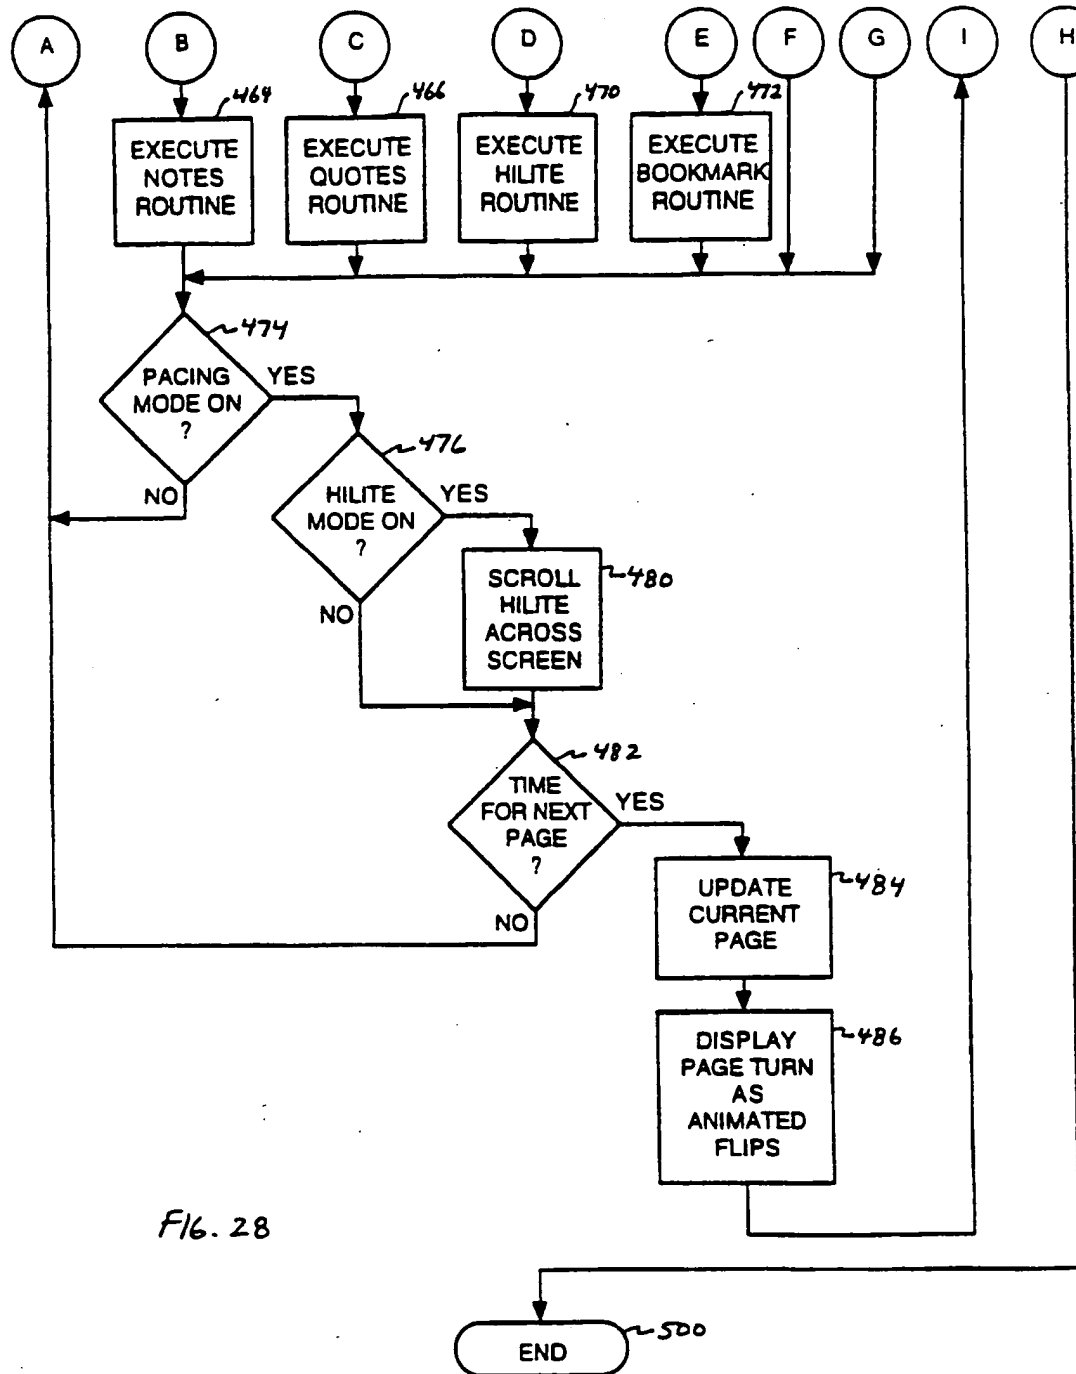 A B C D E F G I H
464 466 470 472
EXECUTE
NOTES
ROUTINE
EXECUTE
QUOTES
ROUTINE
EXECUTE
HILITE
ROUTINE
EXECUTE
BOOKMARK
ROUTINE
474
PACING
MODE ON
?
YES
NO
476
HILITE
MODE ON
?
YES
NO
480
SCROLL
HILITE
ACROSS
SCREEN
482
TIME
FOR NEXT
PAGE
?
YES
NO
484
UPDATE
CURRENT
PAGE
486
DISPLAY
PAGE TURN
AS
ANIMATED
FLIPS
FIG. 28
500
END